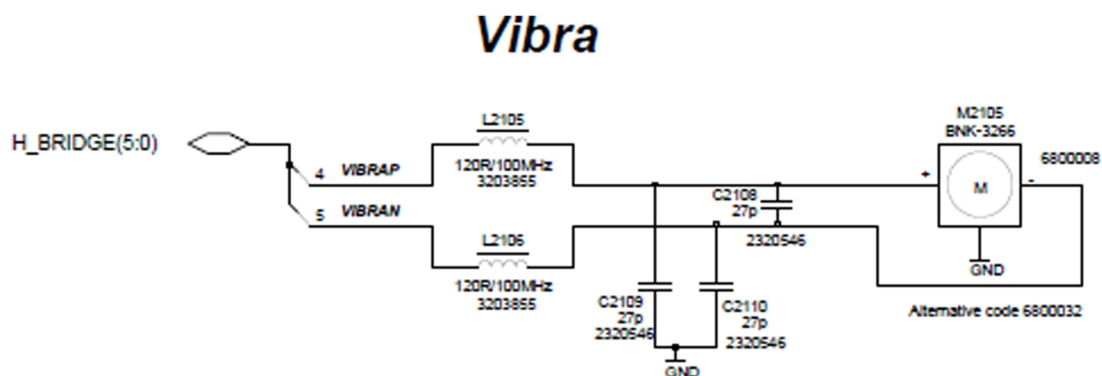 Vibra
H_BRIDGE(5:0)
4 VIBRAP
5 VIBRAN
L2105
120R/100MHz
3203855
L2106
120R/100MHz
3203855
C2108
27p
2320546
C2109
27p
2320546
C2110
27p
2320546
GND
M2105
BNK-3266
6800008
+
M
-
GND
Alternative code 6800032